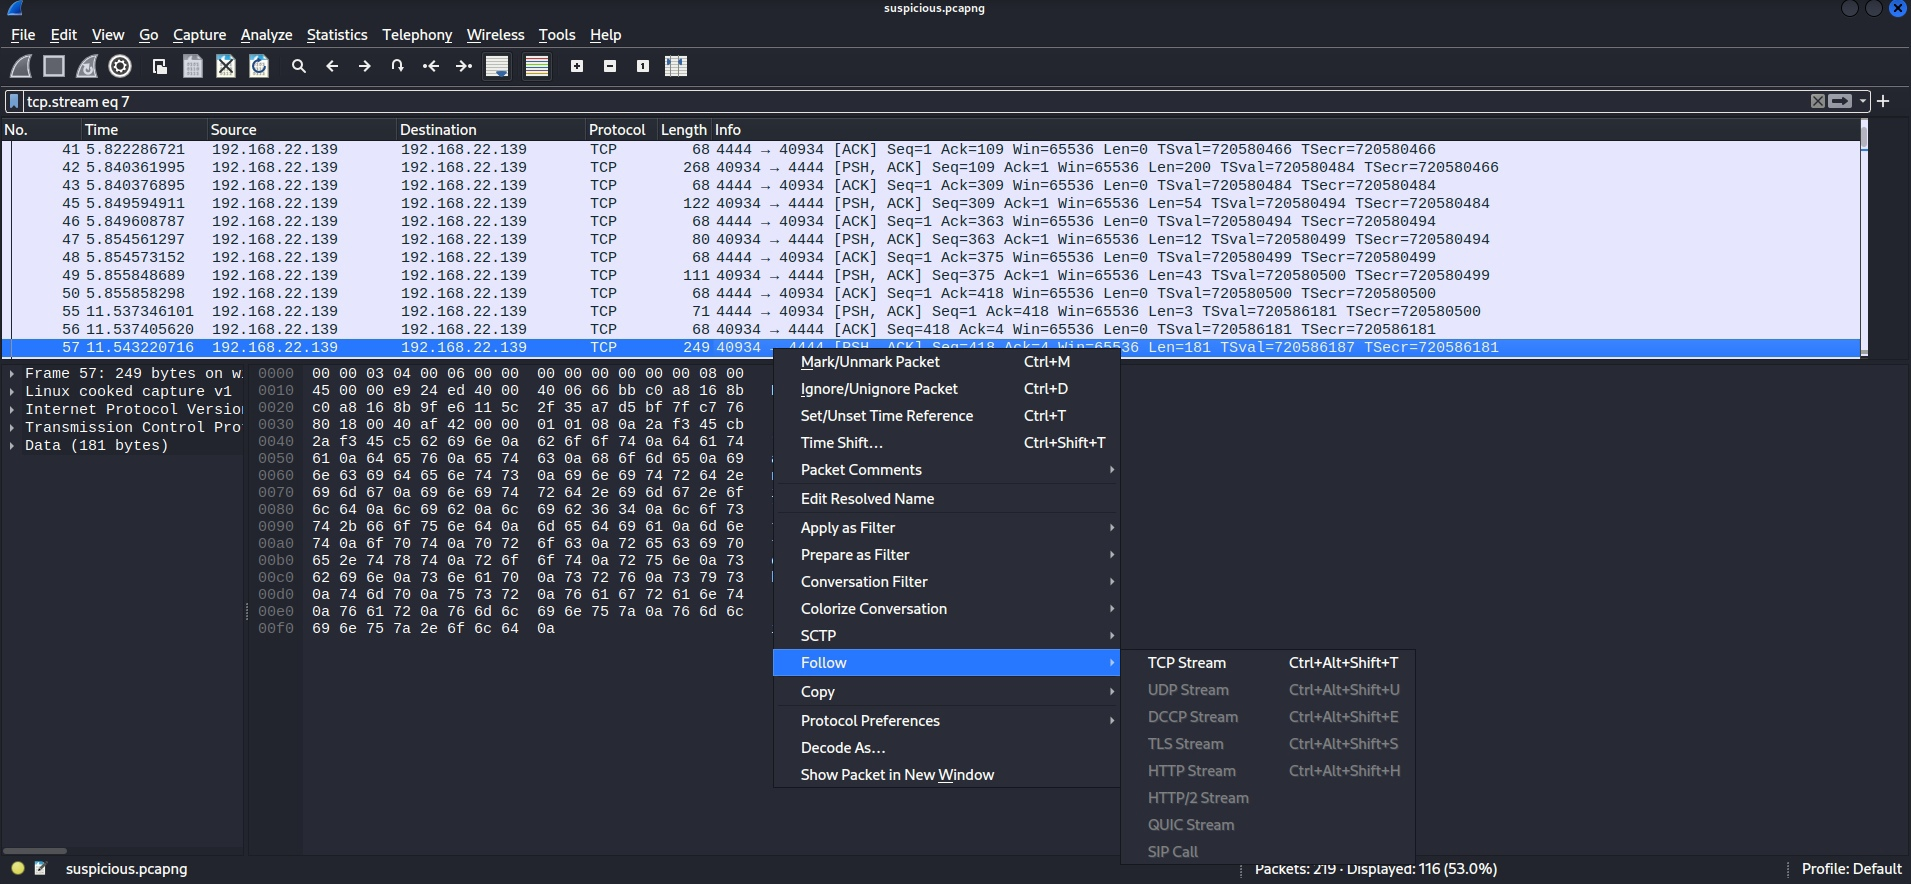 suspicious.pcapng
File Edit View Go Capture Analyze Statistics Telephony Wireless Tools Help
tcp.stream eq 7
No. Time Source Destination Protocol Length Info
41 5.822286721 192.168.22.139 192.168.22.139 TCP 68 4444 → 40934 [ACK] Seq=1 Ack=109 Win=65536 Len=0 TSval=720580466 TSecr=720580466
42 5.840361995 192.168.22.139 192.168.22.139 TCP 268 40934 → 4444 [PSH, ACK] Seq=109 Ack=1 Win=65536 Len=200 TSval=720580484 TSecr=720580466
43 5.840376895 192.168.22.139 192.168.22.139 TCP 68 4444 → 40934 [ACK] Seq=1 Ack=309 Win=65536 Len=0 TSval=720580484 TSecr=720580484
45 5.849594911 192.168.22.139 192.168.22.139 TCP 122 40934 → 4444 [PSH, ACK] Seq=309 Ack=1 Win=65536 Len=54 TSval=720580494 TSecr=720580484
46 5.849608787 192.168.22.139 192.168.22.139 TCP 68 4444 → 40934 [ACK] Seq=1 Ack=363 Win=65536 Len=0 TSval=720580494 TSecr=720580494
47 5.854561297 192.168.22.139 192.168.22.139 TCP 80 40934 → 4444 [PSH, ACK] Seq=363 Ack=1 Win=65536 Len=12 TSval=720580499 TSecr=720580494
48 5.854573152 192.168.22.139 192.168.22.139 TCP 68 4444 → 40934 [ACK] Seq=1 Ack=375 Win=65536 Len=0 TSval=720580499 TSecr=720580499
49 5.855848689 192.168.22.139 192.168.22.139 TCP 111 40934 → 4444 [PSH, ACK] Seq=375 Ack=1 Win=65536 Len=43 TSval=720580500 TSecr=720580499
50 5.855858298 192.168.22.139 192.168.22.139 TCP 68 4444 → 40934 [ACK] Seq=1 Ack=418 Win=65536 Len=0 TSval=720580500 TSecr=720580500
55 11.537346101 192.168.22.139 192.168.22.139 TCP 71 4444 → 40934 [PSH, ACK] Seq=1 Ack=418 Win=65536 Len=3 TSval=720586181 TSecr=720580500
56 11.537405620 192.168.22.139 192.168.22.139 TCP 68 40934 → 4444 [ACK] Seq=418 Ack=4 Win=65536 Len=0 TSval=720586181 TSecr=720586181
57 11.543220716 192.168.22.139 192.168.22.139 TCP 249 40934 → 4444 [PSH, ACK] Seq=418 Ack=4 Win=65536 Len=181 TSval=720586187 TSecr=720586181
Frame 57: 249 bytes on wi
Linux cooked capture v1
Internet Protocol Version
Transmission Control Prot
Data (181 bytes)
0000 00 00 03 04 00 06 00 00 00 00 00 00 00 00 08 00
0010 45 00 00 e9 24 ed 40 00 40 06 66 bb c0 a8 16 8b
0020 c0 a8 16 8b 9f e6 11 5c 2f 35 a7 d5 bf 7f c7 76
0030 80 18 00 40 af 42 00 00 01 01 08 0a 2a f3 45 cb
0040 2a f3 45 c5 62 69 6e 0a 62 6f 6f 74 0a 64 61 74
0050 61 0a 64 65 76 0a 65 74 63 0a 68 6f 6d 65 0a 69
0060 6e 63 69 64 65 6e 74 73 0a 69 6e 69 74 72 64 2e
0070 69 6d 67 0a 69 6e 69 74 72 64 2e 69 6d 67 2e 6f
0080 6c 64 0a 6c 69 62 0a 6c 69 62 36 34 0a 6c 6f 73
0090 74 2b 66 6f 75 6e 64 0a 6d 65 64 69 61 0a 6d 6e
00a0 74 0a 6f 70 74 0a 70 72 6f 63 0a 72 65 63 69 70
00b0 65 2e 74 78 74 0a 72 6f 6f 74 0a 72 75 6e 0a 73
00c0 62 69 6e 0a 73 6e 61 70 0a 73 72 76 0a 73 79 73
00d0 0a 74 6d 70 0a 75 73 72 0a 76 61 67 72 61 6e 74
00e0 0a 76 61 72 0a 76 6d 6c 69 6e 75 7a 0a 76 6d 6c
00f0 69 6e 75 7a 2e 6f 6c 64 0a
Mark/Unmark Packet Ctrl+M
Ignore/Unignore Packet Ctrl+D
Set/Unset Time Reference Ctrl+T
Time Shift... Ctrl+Shift+T
Packet Comments
Edit Resolved Name
Apply as Filter
Prepare as Filter
Conversation Filter
Colorize Conversation
SCTP
Follow
Copy
Protocol Preferences
Decode As...
Show Packet in New Window
TCP Stream Ctrl+Alt+Shift+T
UDP Stream Ctrl+Alt+Shift+U
DCCP Stream Ctrl+Alt+Shift+E
TLS Stream Ctrl+Alt+Shift+S
HTTP Stream Ctrl+Alt+Shift+H
HTTP/2 Stream
QUIC Stream
SIP Call
suspicious.pcapng
Packets: 219 · Displayed: 116 (53.0%)
Profile: Default